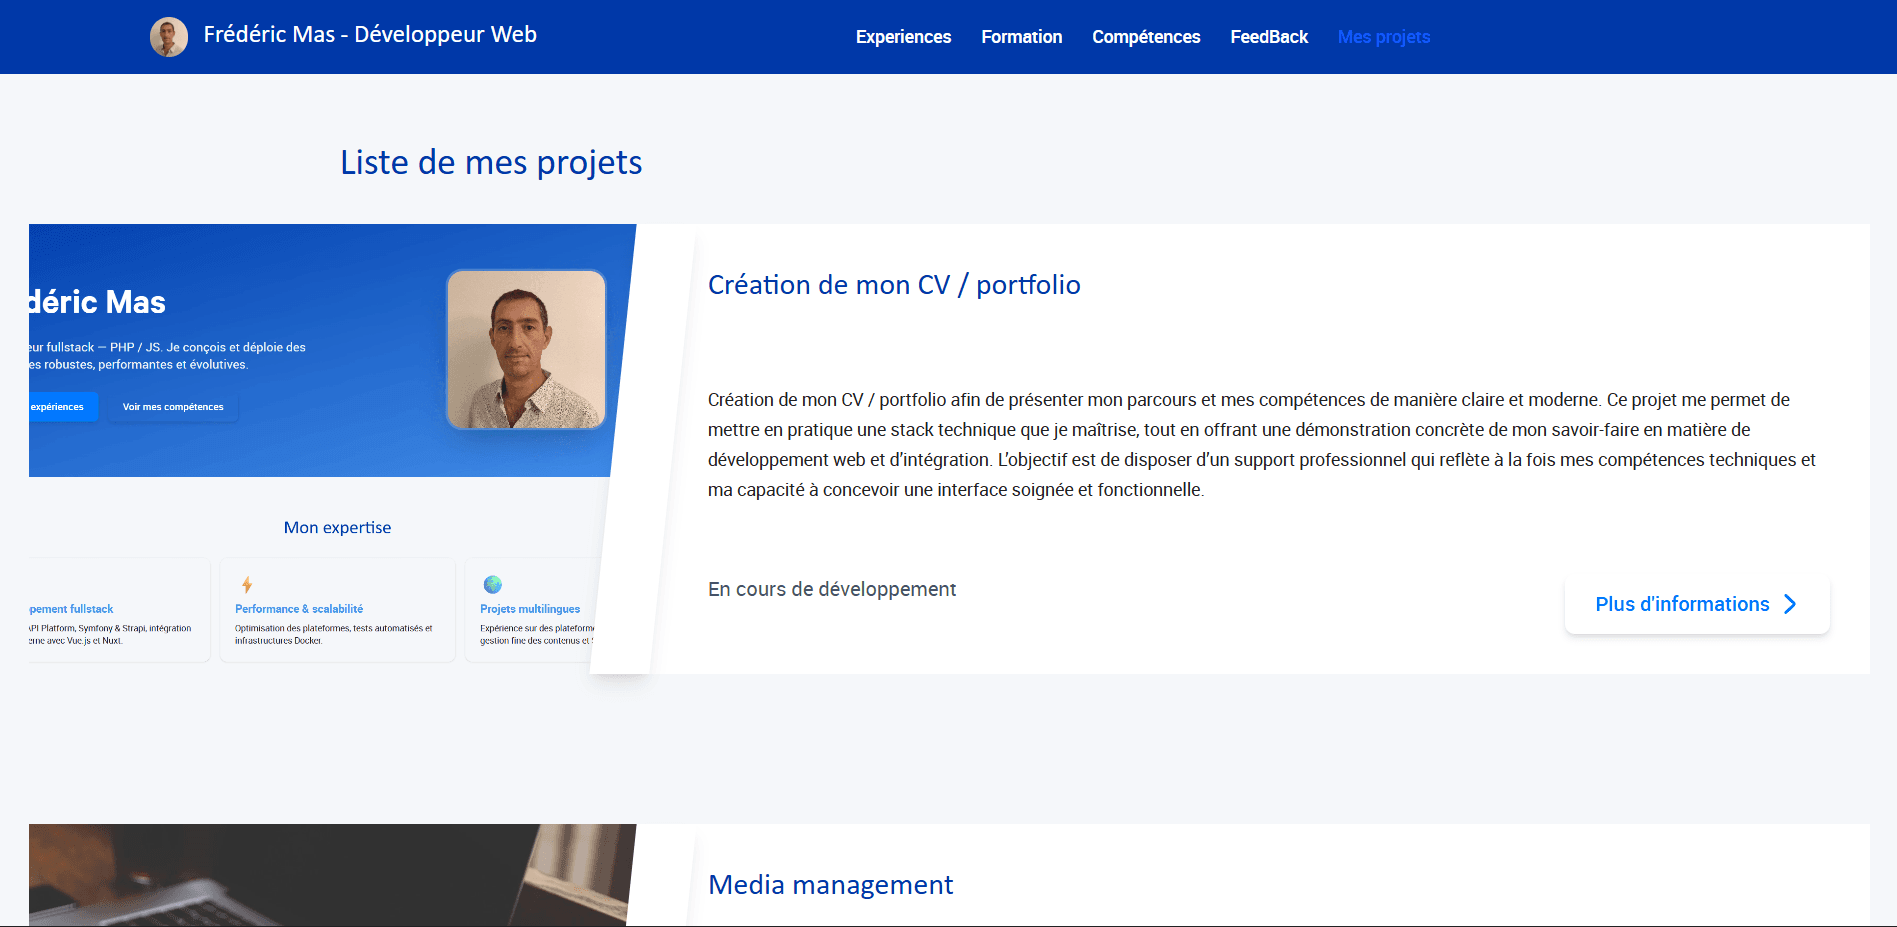 Frédéric Mas - Développeur Web
Experiences Formation Compétences FeedBack Mes projets
Liste de mes projets
déric Mas
eur fullstack — PHP / JS. Je conçois et déploie des
es robustes, performantes et évolutives.
expériences Voir mes compétences
Mon expertise
pement fullstack
API Platform, Symfony & Strapi, intégration
erne avec Vue.js et Nuxt.
Performance & scalabilité
Optimisation des plateformes, tests automatisés et
infrastructures Docker.
Projets multilingues
Expérience sur des plateform
gestion fine des contenus et
Création de mon CV / portfolio
Création de mon CV / portfolio afin de présenter mon parcours et mes compétences de manière claire et moderne. Ce projet me permet de
mettre en pratique une stack technique que je maîtrise, tout en offrant une démonstration concrète de mon savoir-faire en matière de
développement web et d’intégration. L’objectif est de disposer d’un support professionnel qui reflète à la fois mes compétences techniques et
ma capacité à concevoir une interface soignée et fonctionnelle.
En cours de développement
Plus d'informations
Media management